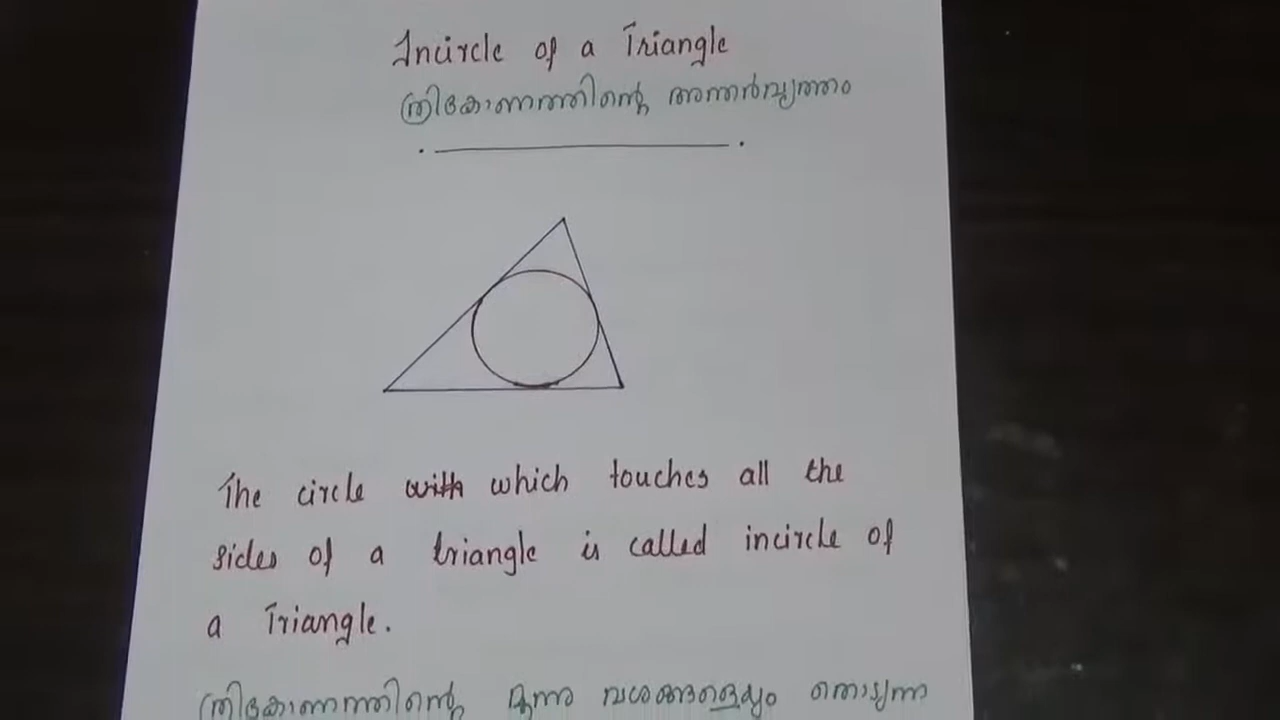 Incircle of a Triangle
ത്രികോണത്തിന്റെ അന്തർവൃത്തം
The circle with which touches all the
sides of a triangle is called incircle of
a Triangle.
ത്രികോണത്തിന്റെ മൂന്നു വശങ്ങളെയും തൊടുന്ന